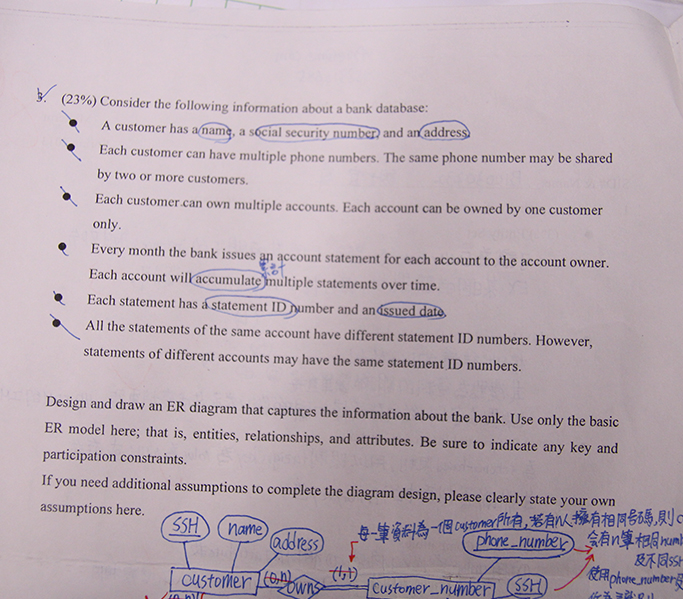 3. (23%) Consider the following information about a bank database:
A customer has a name, a social security number, and an address.
Each customer can have multiple phone numbers. The same phone number may be shared
by two or more customers.
Each customer can own multiple accounts. Each account can be owned by one customer
only.
Every month the bank issues an account statement for each account to the account owner.
累計
Each account will accumulate multiple statements over time.
Each statement has a statement ID number and an issued date.
All the statements of the same account have different statement ID numbers. However,
statements of different accounts may have the same statement ID numbers.
Design and draw an ER diagram that captures the information about the bank. Use only the basic
ER model here; that is, entities, relationships, and attributes. Be sure to indicate any key and
participation constraints.
If you need additional assumptions to complete the diagram design, please clearly state your own
assumptions here.
每一筆資料為一個customer所有,若有n人擁有相同号碼,則
SSH name address
phone_number
会有n筆相同
及不同SSH
使用phone_number
customer (0,n) owns (1,1) customer_number SSH
(0,n)